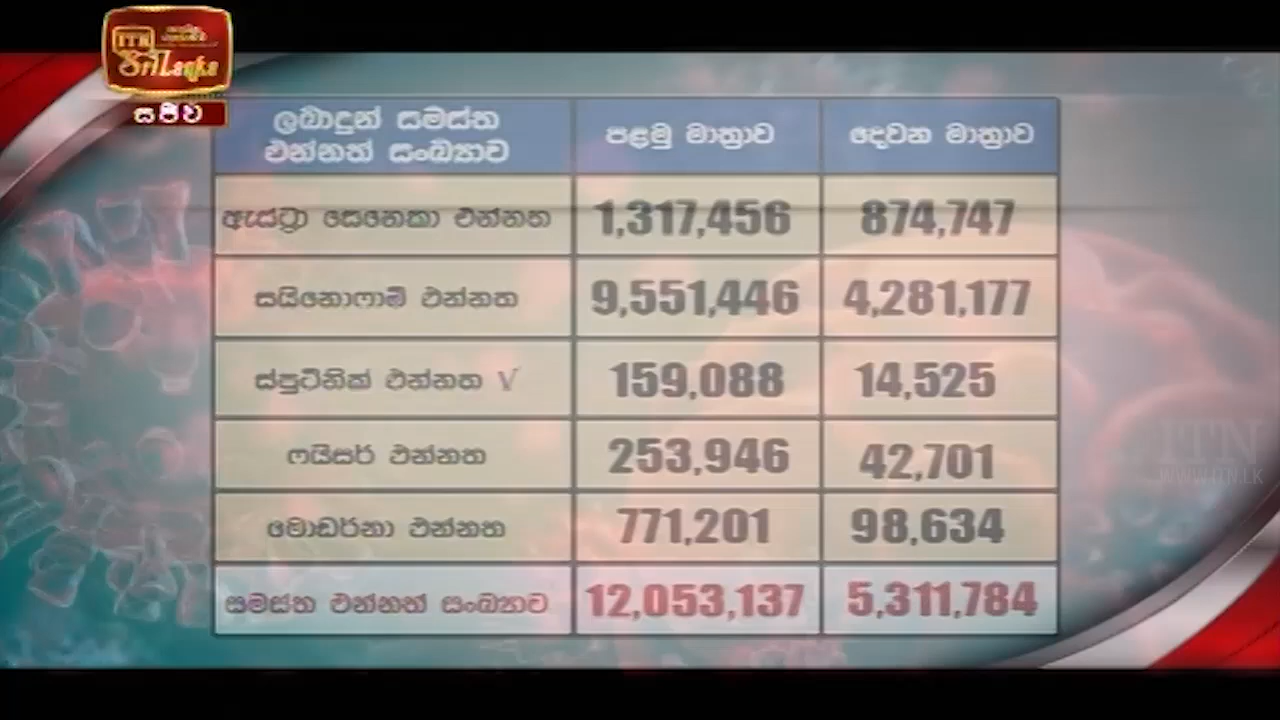 ITN
Sri Lanka
සජීව
ලබාදුන් සමස්ත
එන්නත් සංඛ්‍යාව
පළමු මාත්‍රාව
දෙවන මාත්‍රාව
ඇස්ට්‍රා සෙනෙකා එන්නත 1,317,456 874,747
සයිනොෆාම් එන්නත 9,551,446 4,281,177
ස්පුට්නික් එන්නත V 159,088 14,525
ෆයිසර් එන්නත 253,946 42,701
මොඩර්නා එන්නත 771,201 98,634
සමස්ත එන්නත් සංඛ්‍යාව 12,053,137 5,311,784
ITN
WWW.ITN.LK